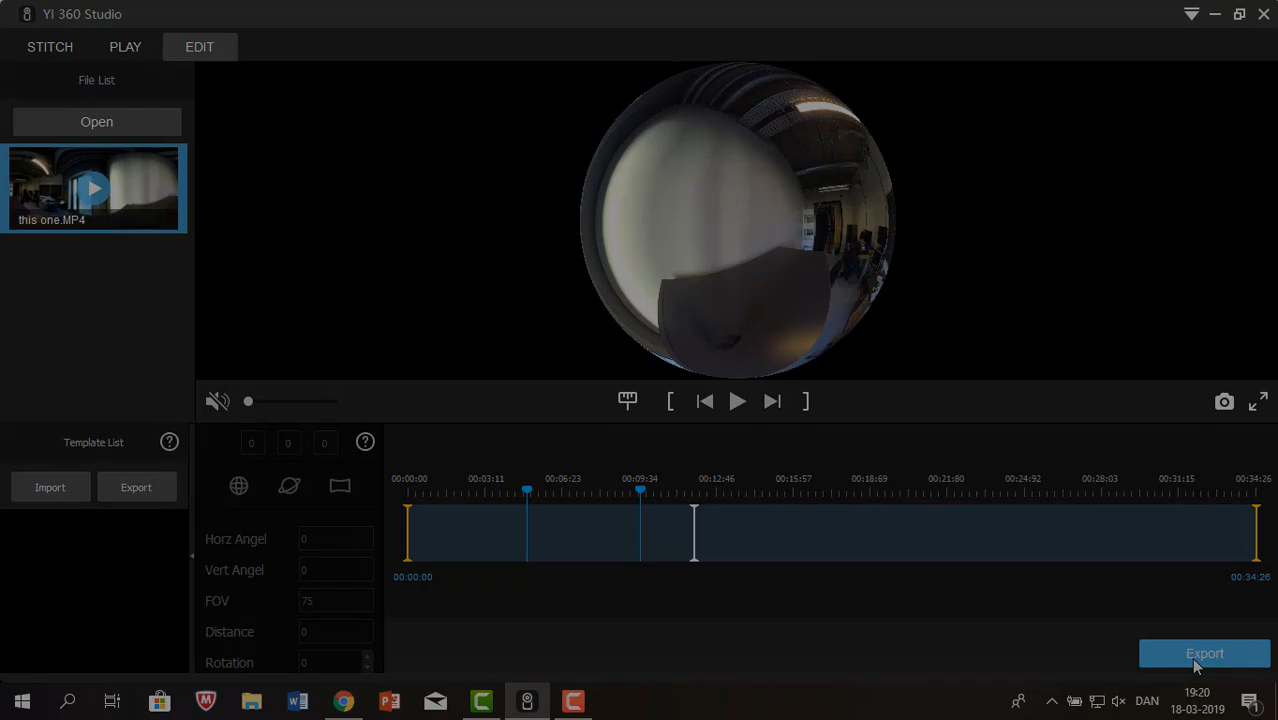 YI 360 Studio
STITCH PLAY EDIT
File List
Open
this one.MP4
Template List
Import Export
0 0 : 0
Horz Angel 0
Vert Angel 0
FOV 75
Distance 0
Rotation 0
00:00:00 00:03:11 00:06:23 00:09:34 00:12:46 00:15:57 00:18:69 00:21:80 00:24:92 00:28:03 00:31:15 00:34:26
00:00:00 00:34:26
Export
DAN
19:20
18-03-2019
1